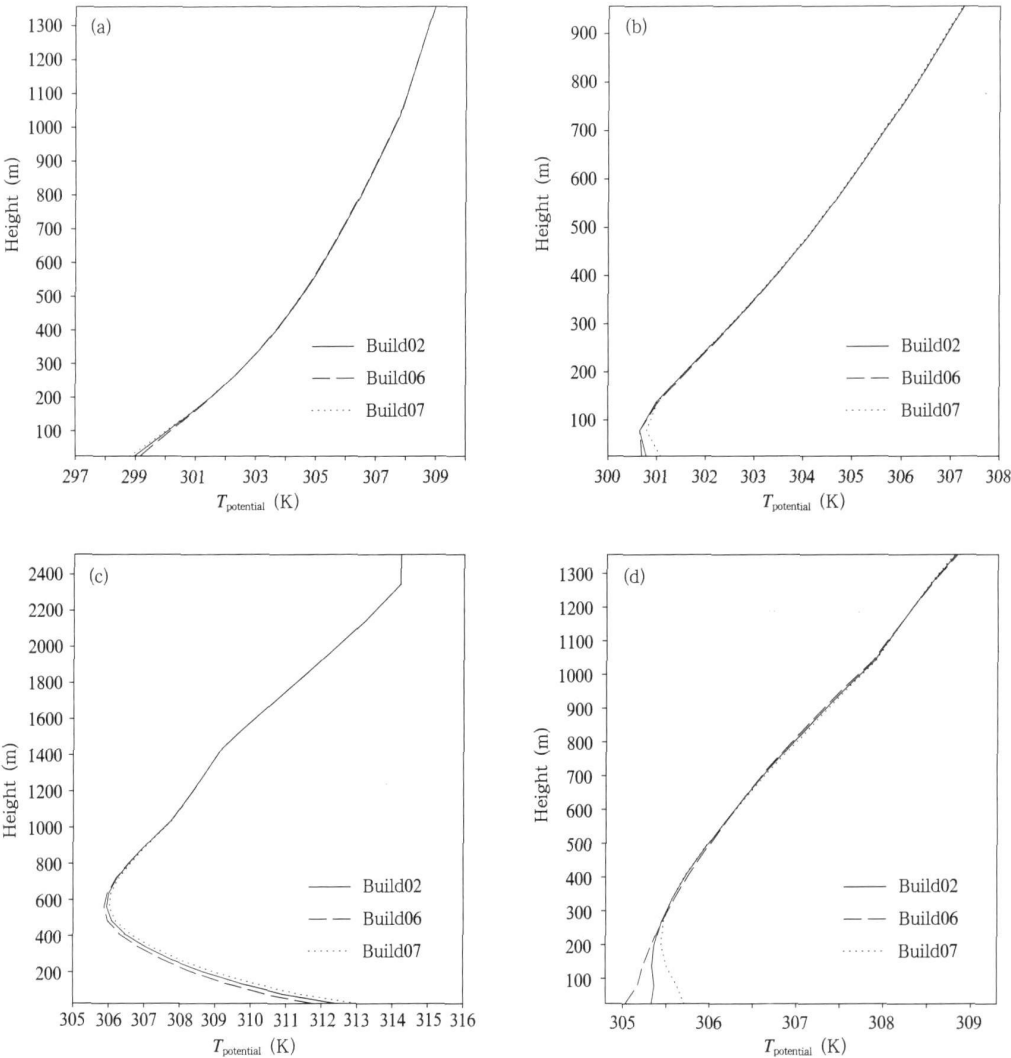 (a)
1300
1200
1100
1000
900
800
700
600
500
400
300
200
100
Height (m)
297 299 301 303 305 307 309
T_potential (K)
Build02
Build06
Build07
(b)
900
800
700
600
500
400
300
200
100
Height (m)
300 301 302 303 304 305 306 307 308
T_potential (K)
Build02
Build06
Build07
(c)
2400
2200
2000
1800
1600
1400
1200
1000
800
600
400
200
Height (m)
305 306 307 308 309 310 311 312 313 314 315 316
T_potential (K)
Build02
Build06
Build07
(d)
1300
1200
1100
1000
900
800
700
600
500
400
300
200
100
Height (m)
305 306 307 308 309
T_potential (K)
Build02
Build06
Build07